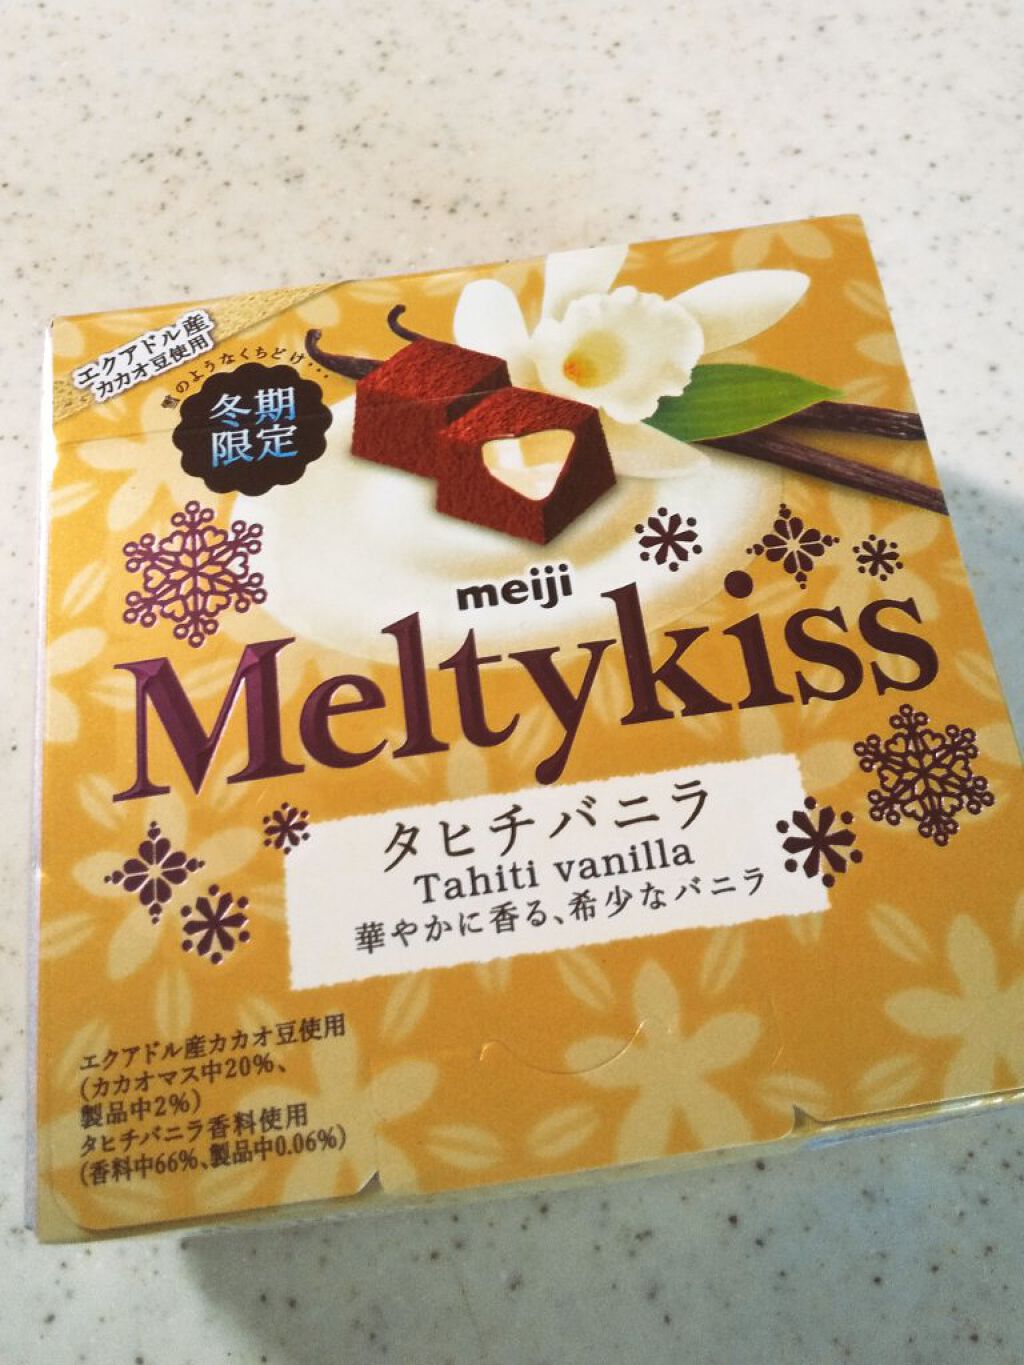 エクアドル産
カカオ豆使用
雪のようなくちどけ...
冬期
限定
meiji
Meltykiss
タヒチバニラ
Tahiti vanilla
華やかに香る、希少なバニラ
エクアドル産カカオ豆使用
(カカオマス中20%、
製品中2%)
タヒチバニラ香料使用
(香料中66%、製品中0.06%)